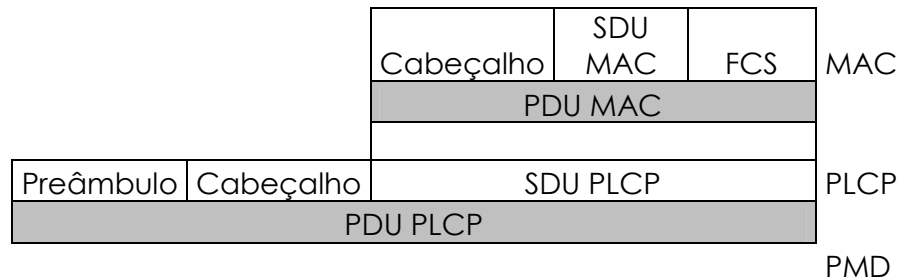 SDU
Cabeçalho MAC FCS MAC
PDU MAC
Preâmbulo Cabeçalho SDU PLCP PLCP
PDU PLCP
PMD